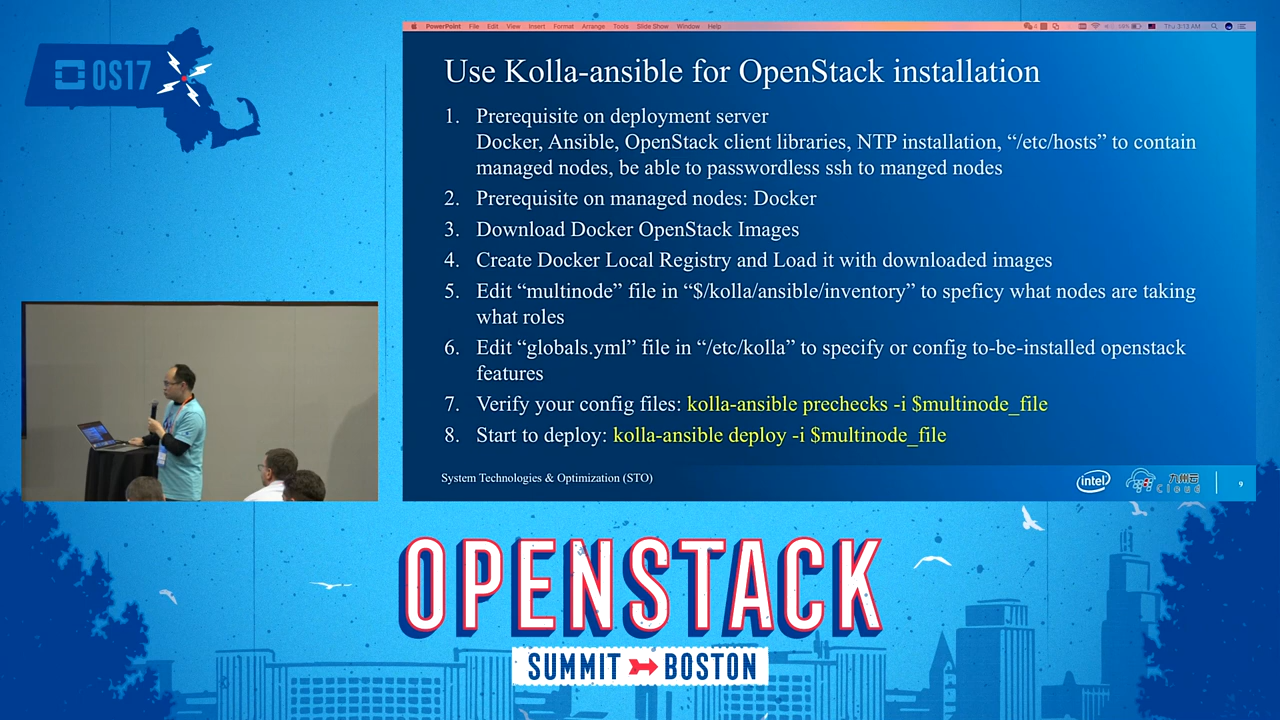 OS17
PowerPoint File Edit View Insert Format Arrange Tools Slide Show Window Help
Thu 3:13 AM
Use Kolla-ansible for OpenStack installation
1. Prerequisite on deployment server
Docker, Ansible, OpenStack client libraries, NTP installation, “/etc/hosts” to contain
managed nodes, be able to passwordless ssh to manged nodes
2. Prerequisite on managed nodes: Docker
3. Download Docker OpenStack Images
4. Create Docker Local Registry and Load it with downloaded images
5. Edit “multinode” file in “$/kolla/ansible/inventory” to speficy what nodes are taking
what roles
6. Edit “globals.yml” file in “/etc/kolla” to specify or config to-be-installed openstack
features
7. Verify your config files: kolla-ansible prechecks -i $multinode_file
8. Start to deploy: kolla-ansible deploy -i $multinode_file
System Technologies & Optimization (STO)
intel
九州云
cloud
9
OPENSTACK
SUMMIT BOSTON